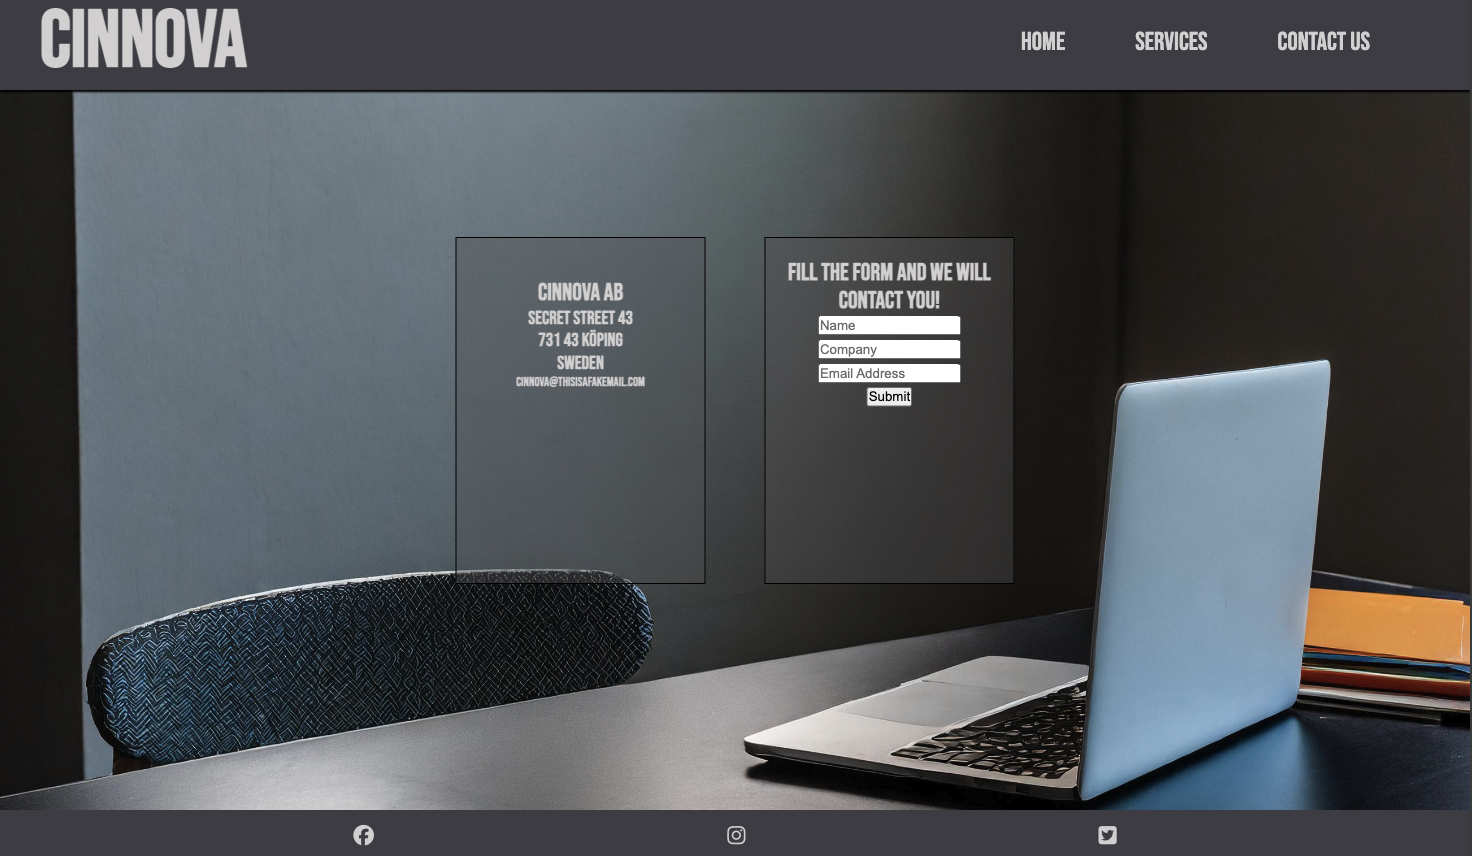 CINNOVA
HOME
SERVICES
CONTACT US
CINNOVA AB
SECRET STREET 43
731 43 KÖPING
SWEDEN
CINNOVA@THISISAFAKEMAIL.COM
FILL THE FORM AND WE WILL
CONTACT YOU!
Name
Company
Email Address
Submit